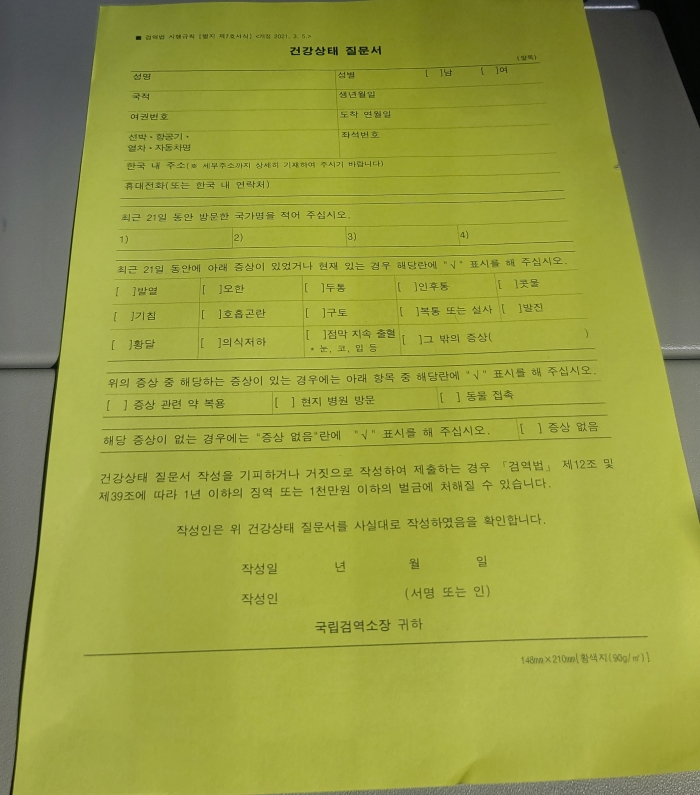 ■ 검역법 시행규칙 [별지 제7호서식] <개정 2021. 3. 5.>
건강상태 질문서
(앞쪽)
성명 성별 [ ]남 [ ]여
국적 생년월일
여권번호 도착 연월일
선박ㆍ항공기ㆍ
열차ㆍ자동차명 좌석번호
한국 내 주소(※ 세부주소까지 상세히 기재하여 주시기 바랍니다)
휴대전화(또는 한국 내 연락처)
최근 21일 동안 방문한 국가명을 적어 주십시오.
1) 2) 3) 4)
최근 21일 동안에 아래 증상이 있었거나 현재 있는 경우 해당란에 "√" 표시를 해 주십시오.
[ ]발열 [ ]오한 [ ]두통 [ ]인후통 [ ]콧물
[ ]기침 [ ]호흡곤란 [ ]구토 [ ]복통 또는 설사 [ ]발진
[ ]황달 [ ]의식저하 [ ]점막 지속 출혈 [ ]그 밖의 증상( )
* 눈, 코, 입 등
위의 증상 중 해당하는 증상이 있는 경우에는 아래 항목 중 해당란에 "√" 표시를 해 주십시오.
[ ] 증상 관련 약 복용 [ ] 현지 병원 방문 [ ] 동물 접촉
해당 증상이 없는 경우에는 "증상 없음"란에 "√" 표시를 해 주십시오. [ ] 증상 없음
건강상태 질문서 작성을 기피하거나 거짓으로 작성하여 제출하는 경우 「검역법」 제12조 및
제39조에 따라 1년 이하의 징역 또는 1천만원 이하의 벌금에 처해질 수 있습니다.
작성인은 위 건강상태 질문서를 사실대로 작성하였음을 확인합니다.
작성일 년 월 일
작성인 (서명 또는 인)
국립검역소장 귀하
148㎜×210㎜[황색지(90g/㎡)]